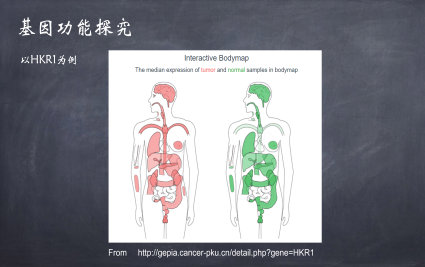 基因功能探究
以HKR1为例
Interactive Bodymap
The median expression of tumor and normal samples in bodymap
From http://gepia.cancer-pku.cn/detail.php?gene=HKR1